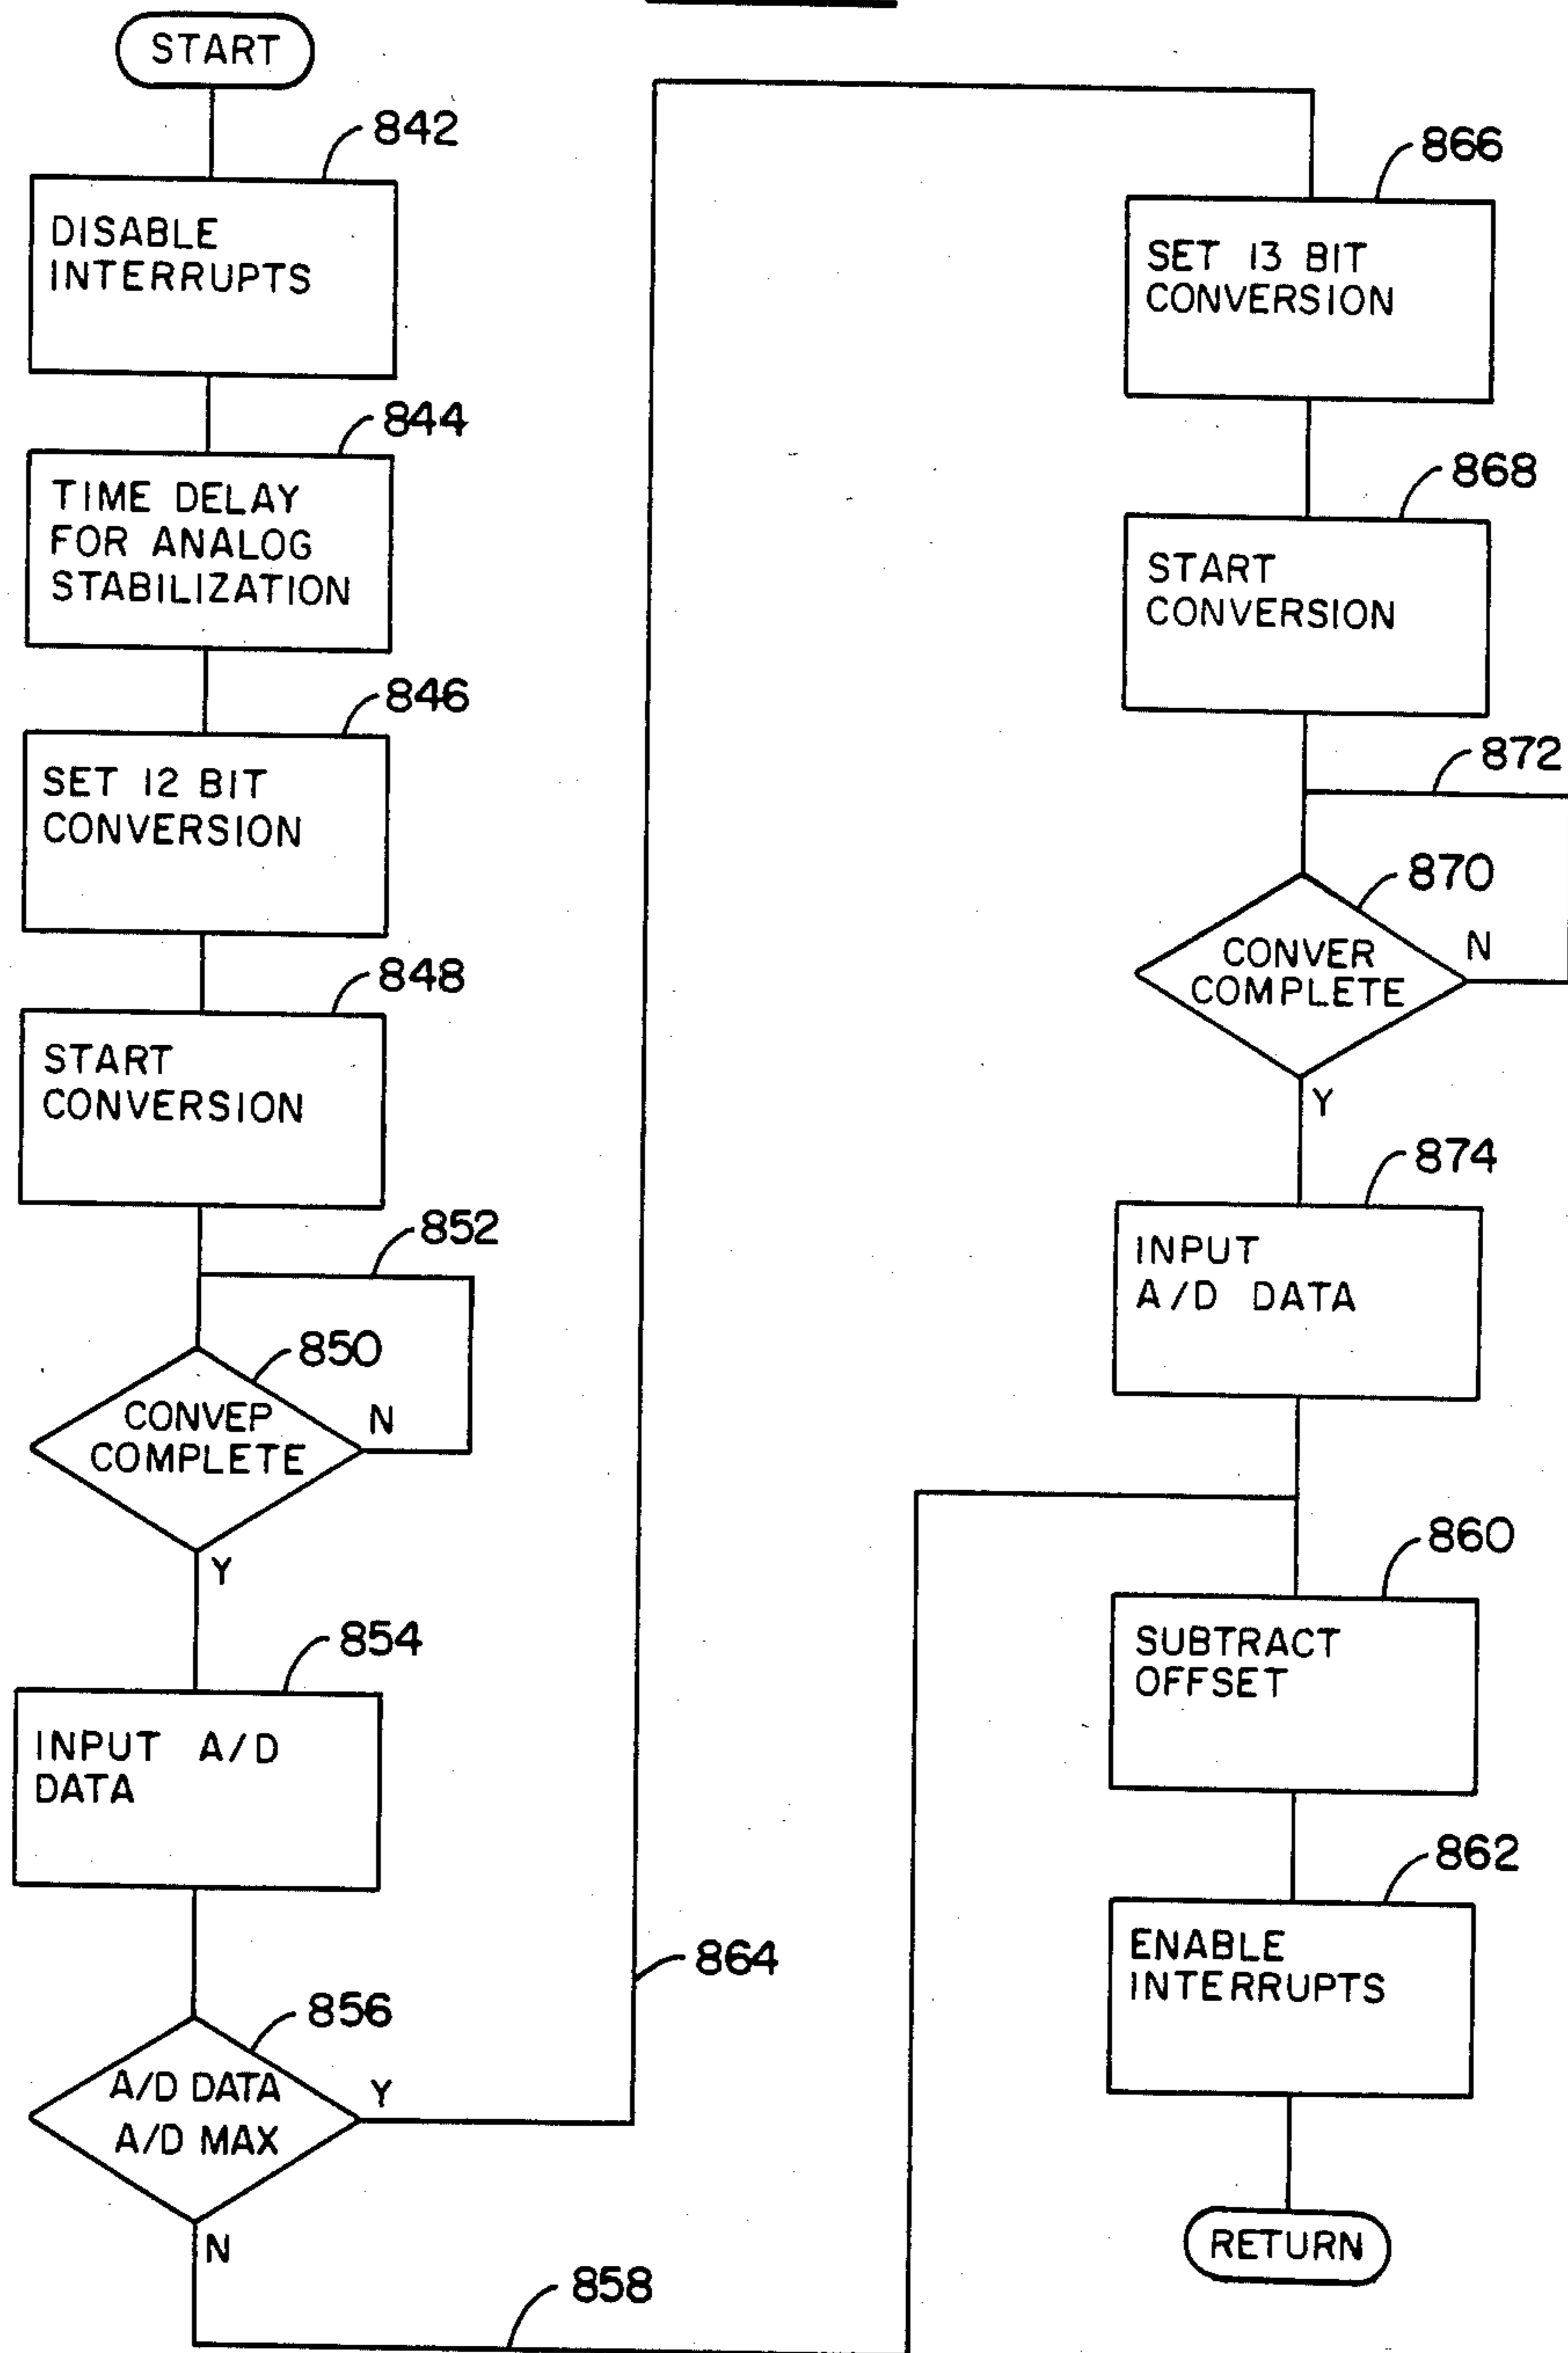 START
842
DISABLE
INTERRUPTS
844
TIME DELAY
FOR ANALOG
STABILIZATION
846
SET 12 BIT
CONVERSION
848
START
CONVERSION
852
850
CONVEP
COMPLETE
N
Y
854
INPUT A/D
DATA
856
A/D DATA
A/D MAX
Y
N
864
858
866
SET 13 BIT
CONVERSION
868
START
CONVERSION
872
870
CONVER
COMPLETE
N
Y
874
INPUT
A/D DATA
860
SUBTRACT
OFFSET
862
ENABLE
INTERRUPTS
RETURN